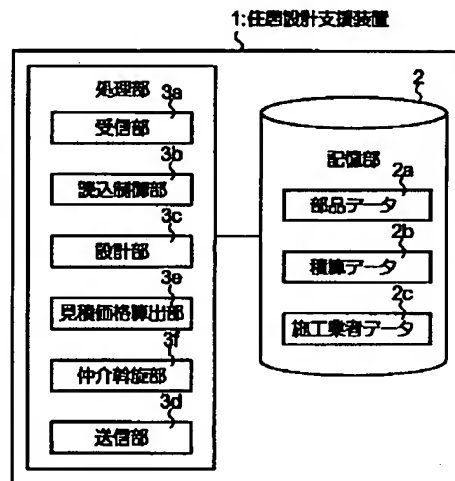 1:住居設計支援装置
処理部
3a
受信部
3b
読込制御部
3c
設計部
3e
見積価格算出部
3f
仲介斡旋部
3d
送信部
2
記憶部
2a
部品データ
2b
積算データ
2c
施工業者データ